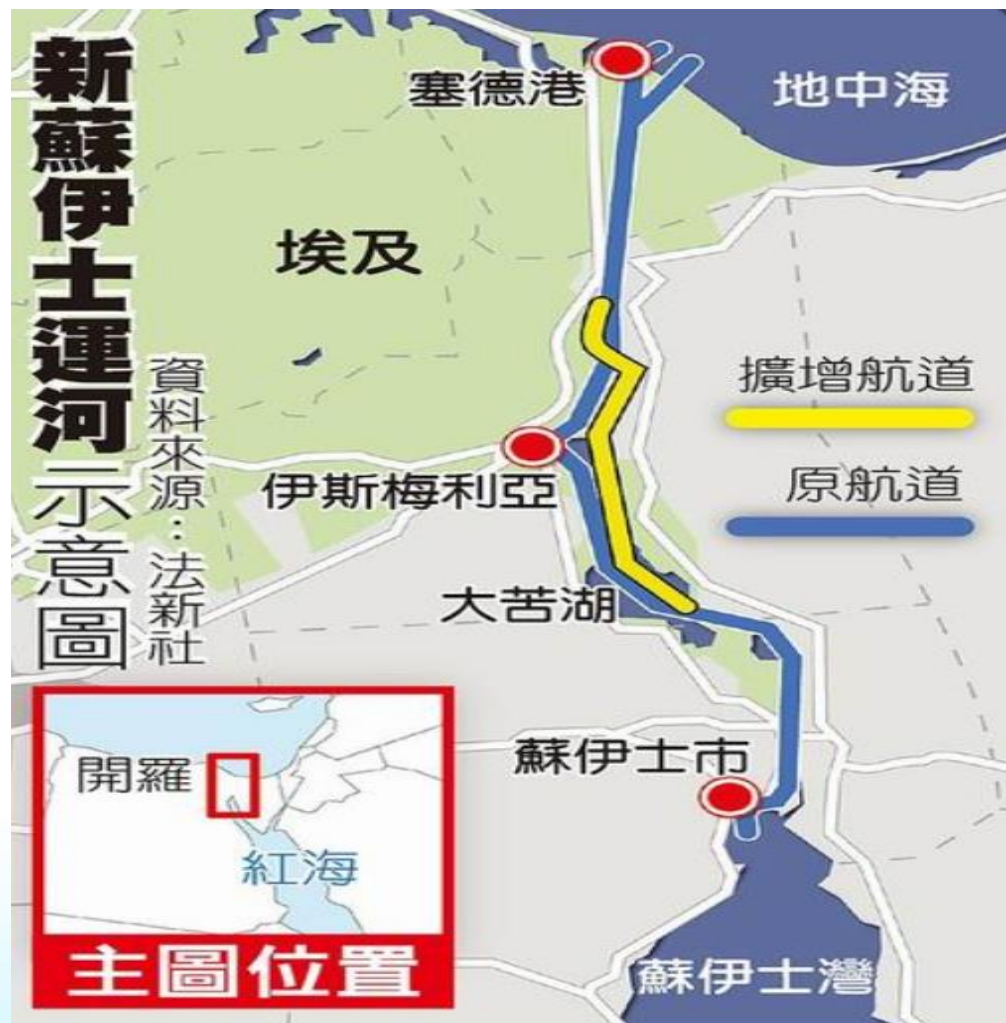 新蘇伊士運河示意圖
資料來源：法新社
塞德港
地中海
埃及
擴增航道
伊斯梅利亞
原航道
大苦湖
蘇伊士市
開羅
紅海
主圖位置
蘇伊士灣